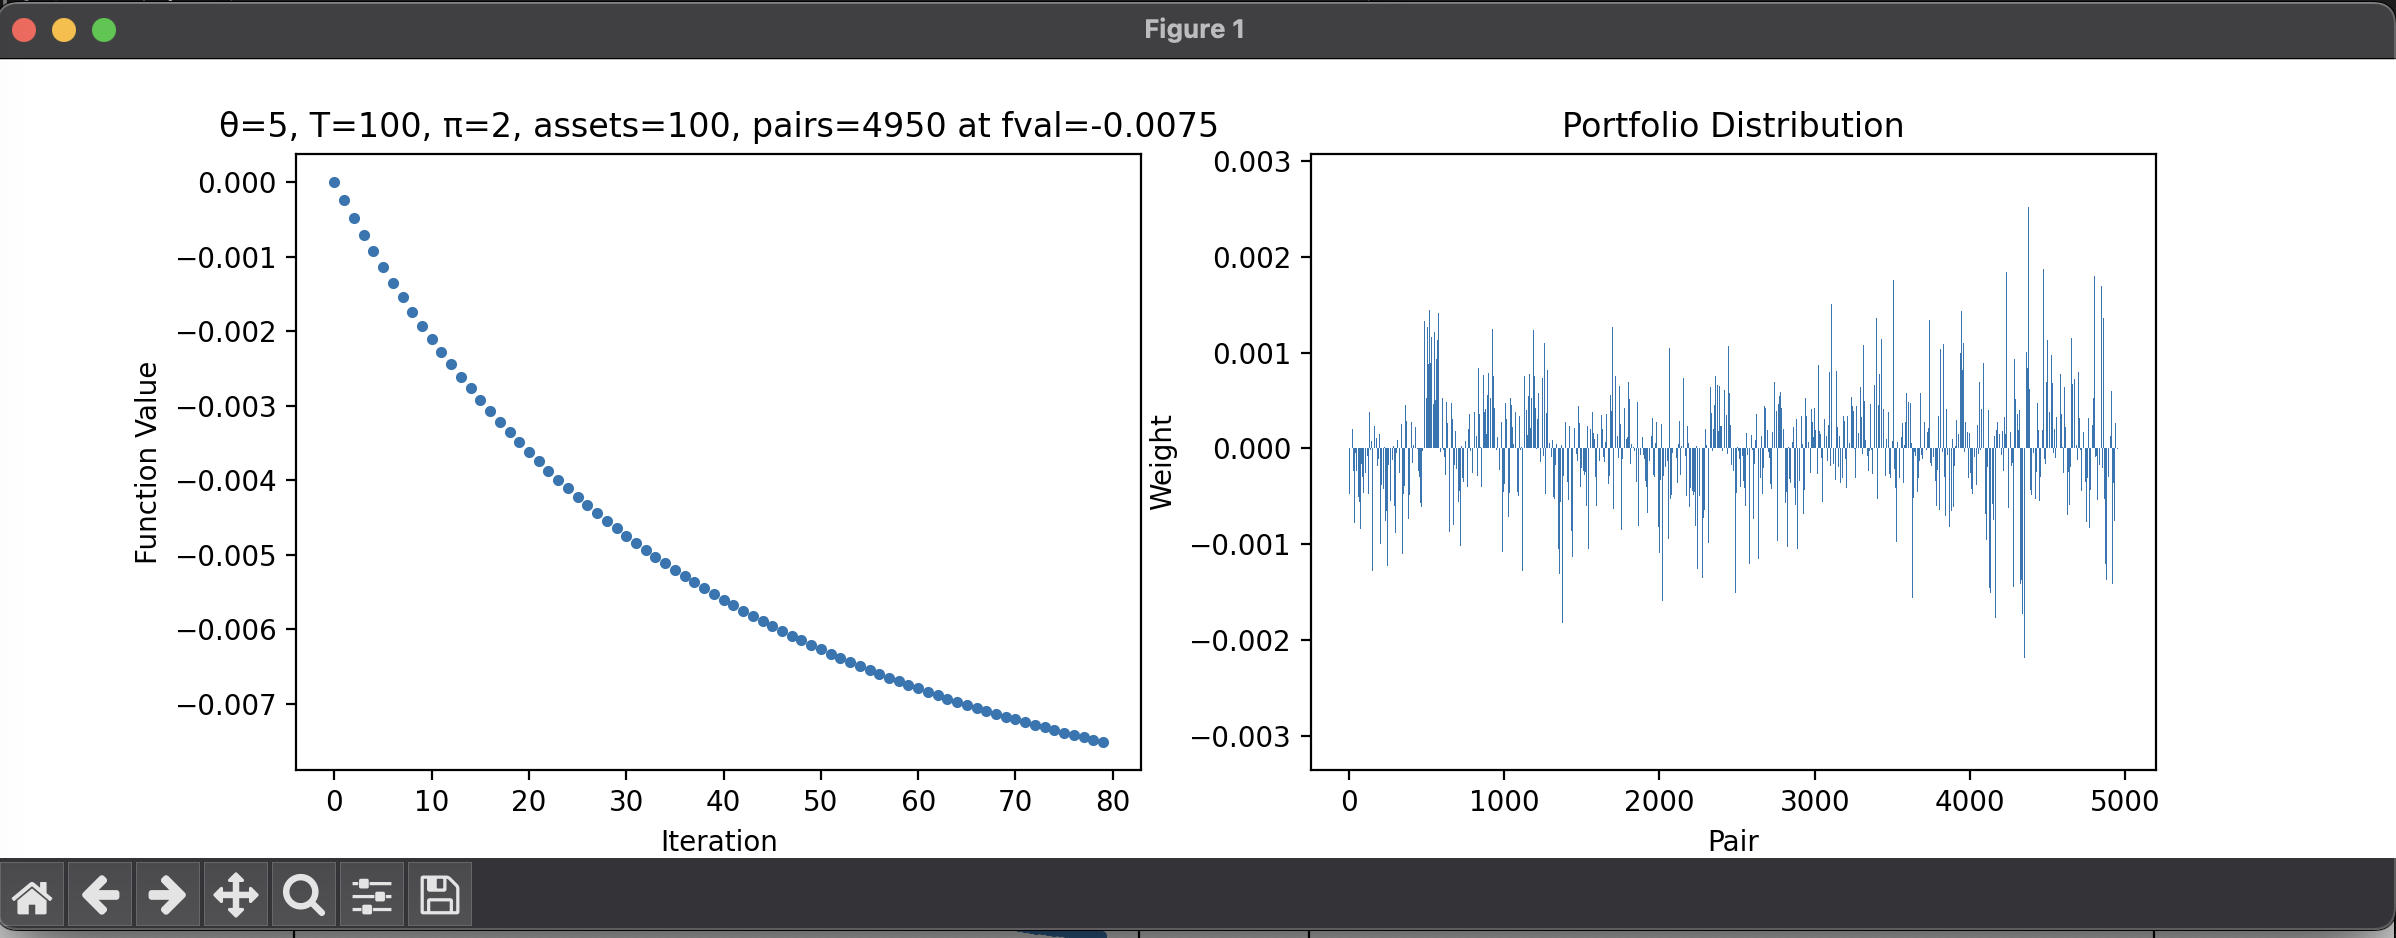 Figure 1
θ=5, T=100, π=2, assets=100, pairs=4950 at fval=-0.0075
Function Value
0.000
−0.001
−0.002
−0.003
−0.004
−0.005
−0.006
−0.007
0 10 20 30 40 50 60 70 80
Iteration
Portfolio Distribution
Weight
0.003
0.002
0.001
0.000
−0.001
−0.002
−0.003
0 1000 2000 3000 4000 5000
Pair